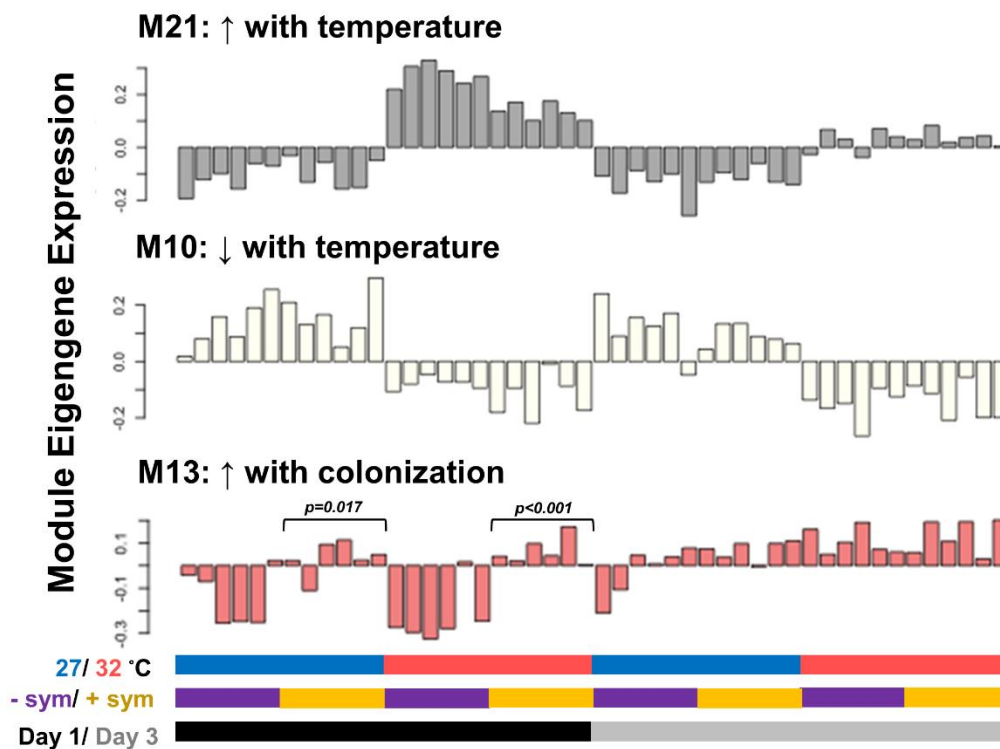 M21: ↑ with temperature
Module Eigengene Expression
0.2
0.0
-0.2
M10: ↓ with temperature
0.2
0.0
-0.2
M13: ↑ with colonization
p=0.017
p<0.001
0.1
-0.1
-0.3
27/ 32 °C
- sym/ + sym
Day 1/ Day 3